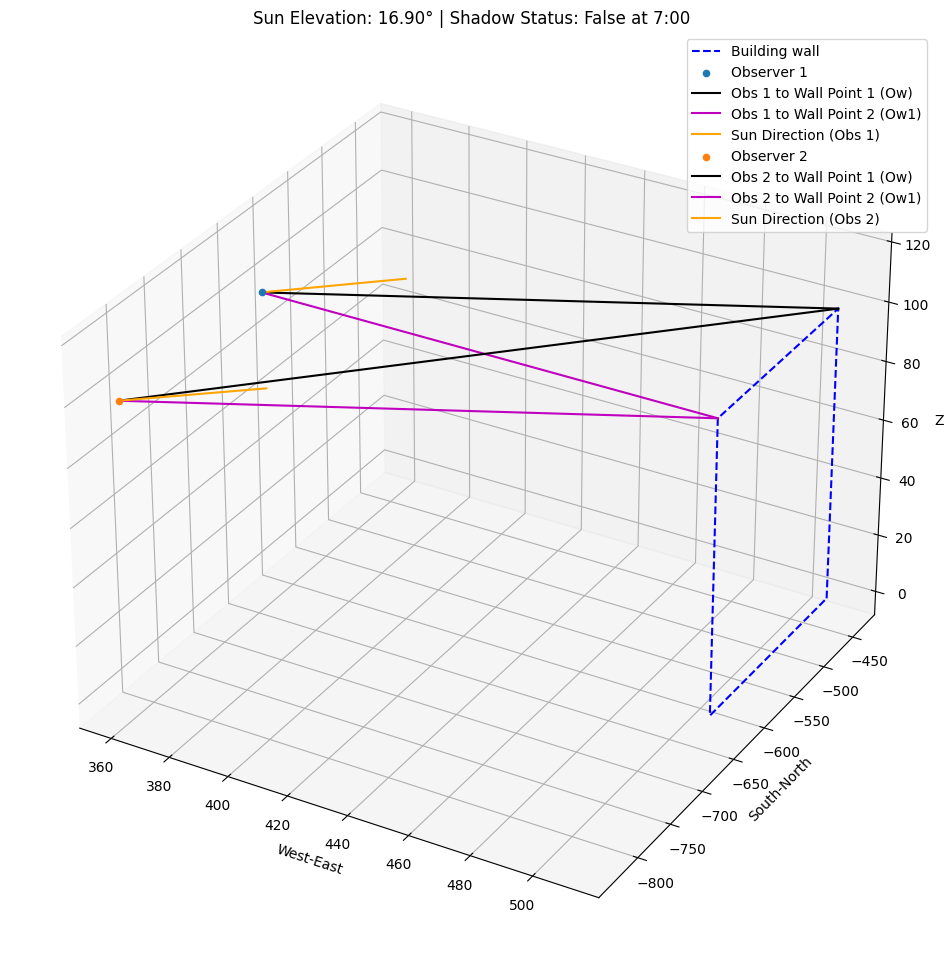 Sun Elevation: 16.90° | Shadow Status: False at 7:00
Building wall
Observer 1
Obs 1 to Wall Point 1 (Ow)
Obs 1 to Wall Point 2 (Ow1)
Sun Direction (Obs 1)
Observer 2
Obs 2 to Wall Point 1 (Ow)
Obs 2 to Wall Point 2 (Ow1)
Sun Direction (Obs 2)
120
100
80
Z
60
40
20
0
−450
−500
−550
−600
−650
−700
−750
−800
South-North
360
380
400
420
440
460
480
500
West-East